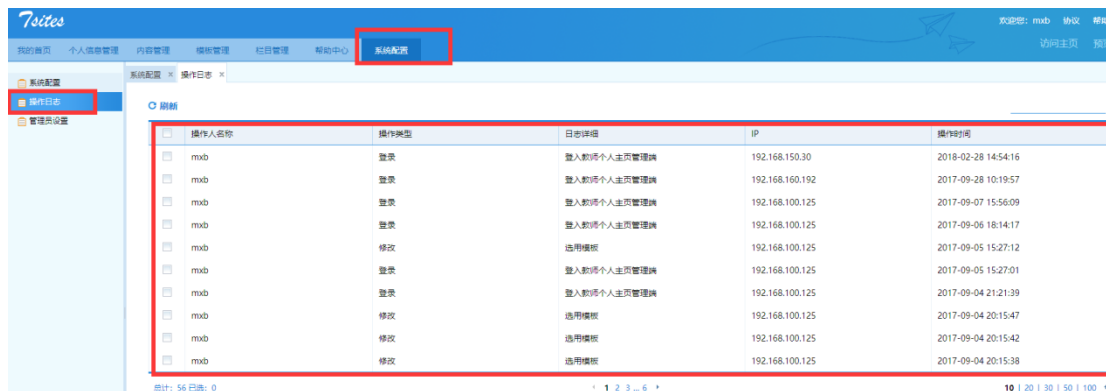 Tsites
欢迎您: mxb 协议 帮助
我的首页 个人信息管理 内容管理 模板管理 栏目管理 帮助中心 系统配置
访问主页
系统配置
操作日志
管理员设置
系统配置 × 操作日志 ×
刷新
操作人名称 操作类型 日志详细 IP 操作时间
mxb 登录 登入教师个人主页管理端 192.168.150.30 2018-02-28 14:54:16
mxb 登录 登入教师个人主页管理端 192.168.160.192 2017-09-28 10:19:57
mxb 登录 登入教师个人主页管理端 192.168.100.125 2017-09-07 15:56:09
mxb 登录 登入教师个人主页管理端 192.168.100.125 2017-09-06 18:14:17
mxb 修改 选用模板 192.168.100.125 2017-09-05 15:27:12
mxb 登录 登入教师个人主页管理端 192.168.100.125 2017-09-05 15:27:01
mxb 登录 登入教师个人主页管理端 192.168.100.125 2017-09-04 21:21:39
mxb 修改 选用模板 192.168.100.125 2017-09-04 20:15:47
mxb 修改 选用模板 192.168.100.125 2017-09-04 20:15:42
mxb 修改 选用模板 192.168.100.125 2017-09-04 20:15:38
总计: 56 已选: 0 1 2 3 ... 6 10 | 20 | 30 | 50 | 100